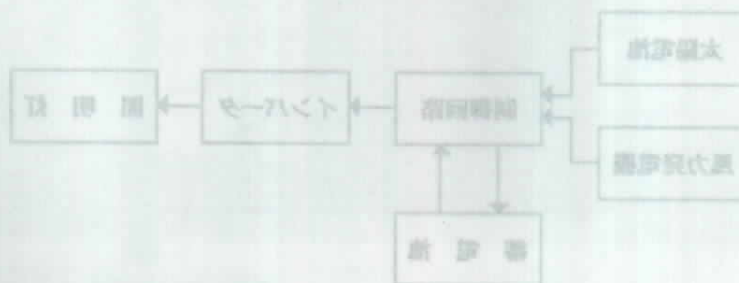 太陽電池
風力発電機
制御回路
インバータ
照 明 灯
蓄 電 池